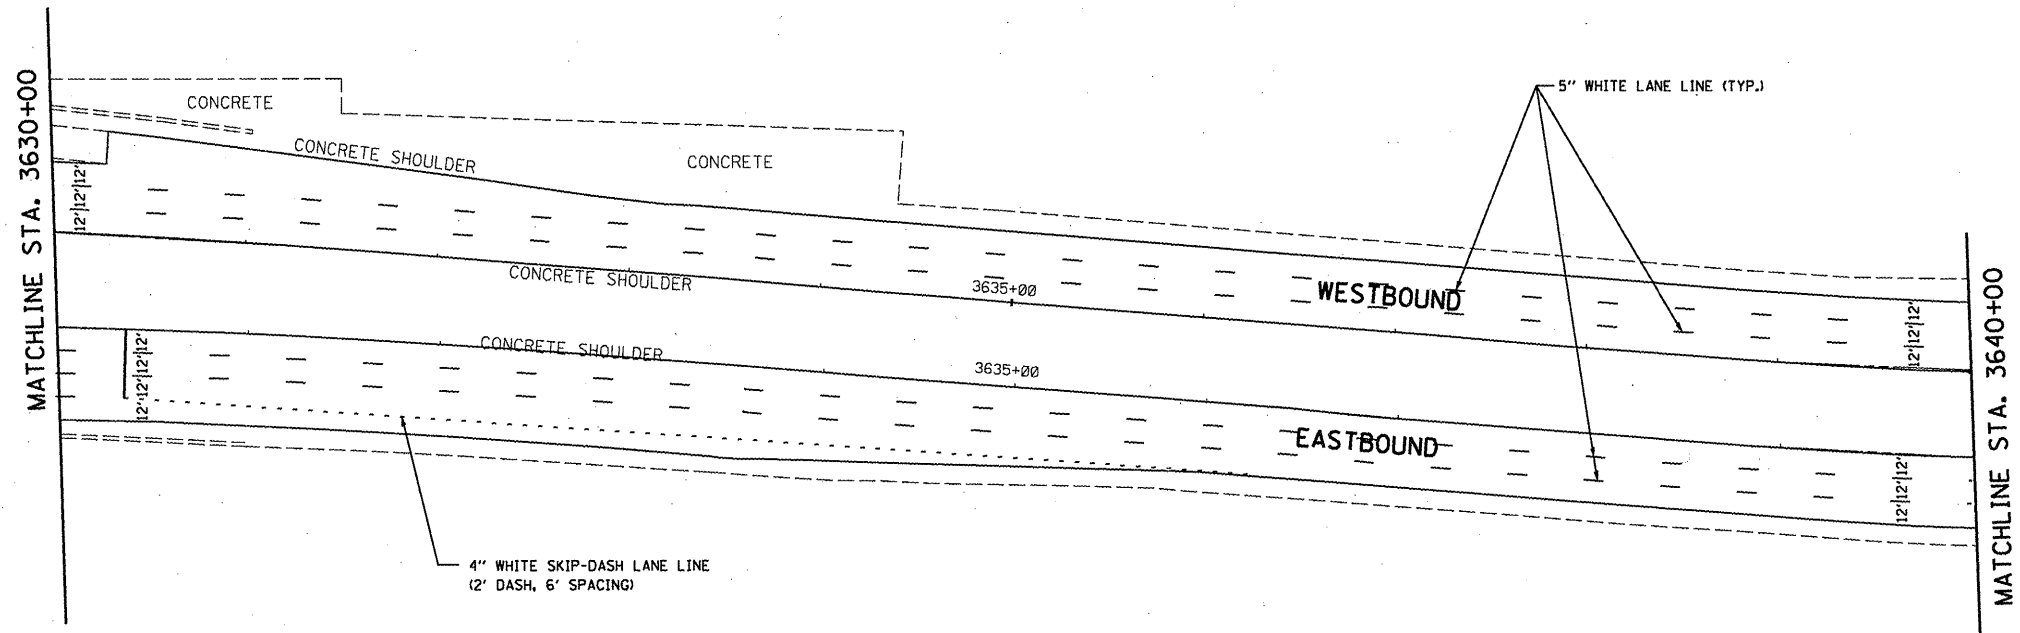 MATCHLINE STA. 3630+00
CONCRETE
CONCRETE SHOULDER
CONCRETE
5" WHITE LANE LINE (TYP.)
12'|12'|12'
CONCRETE SHOULDER
3635+00
WESTBOUND
12'|12'|12'
CONCRETE SHOULDER
3635+00
12'|12'|12'|12'
EASTBOUND
12'|12'|12'
4" WHITE SKIP-DASH LANE LINE
(2' DASH, 6' SPACING)
MATCHLINE STA. 3640+00